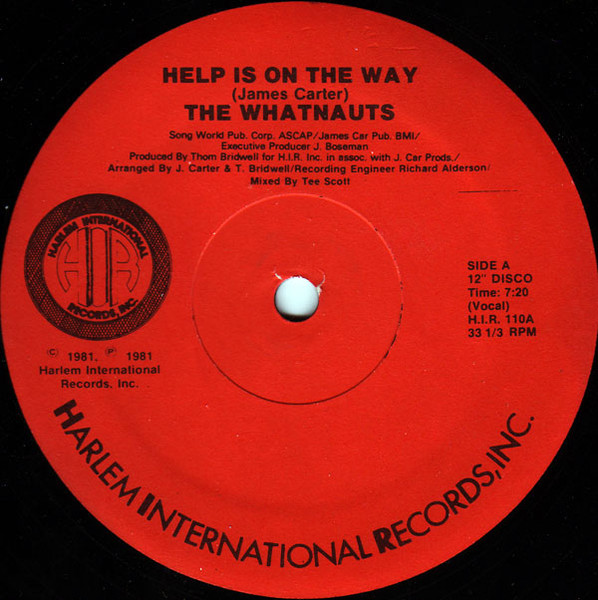 HELP IS ON THE WAY
(James Carter)
THE WHATNAUTS
Song World Pub. Corp. ASCAP/James Car Pub. BMI/
Executive Producer J. Boseman
Produced By Thom Bridwell for H.I.R. Inc. in assoc. with J. Car Prods./
Arranged By J. Carter & T. Bridwell/Recording Engineer Richard Alderson/
Mixed By Tee Scott
HARLEM INTERNATIONAL
HIR
RECORDS, INC.
© 1981, ℗ 1981
Harlem International
Records, Inc.
SIDE A
12" DISCO
Time: 7:20
(Vocal)
H.I.R. 110A
33 1/3 RPM
HARLEM INTERNATIONAL RECORDS, INC.